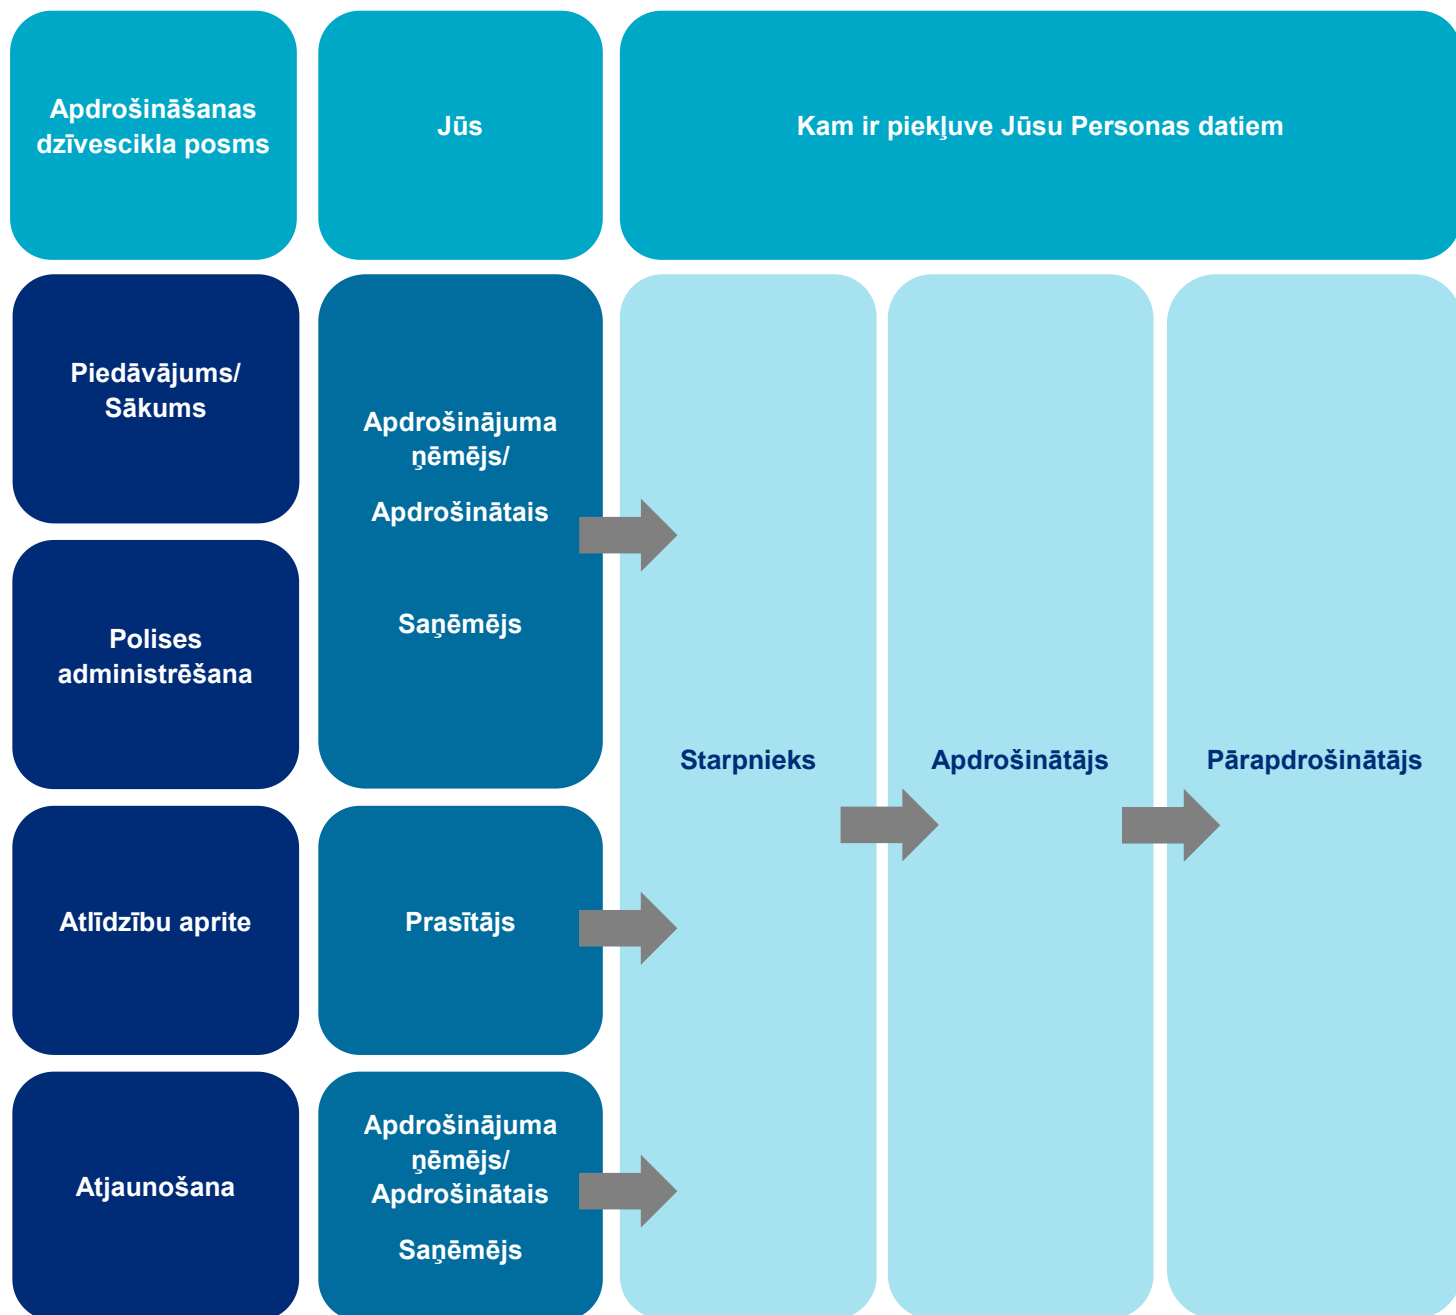 Apdrošināšanas
dzīvescikla posms
Jūs
Kam ir piekļuve Jūsu Personas datiem
Piedāvājums/
Sākums
Polises
administrēšana
Atlīdzību aprite
Atjaunošana
Apdrošinājuma
ņēmējs/
Apdrošinātais
Saņēmējs
Prasītājs
Apdrošinājuma
ņēmējs/
Apdrošinātais
Saņēmējs
Starpnieks
Apdrošinātājs
Pārapdrošinātājs